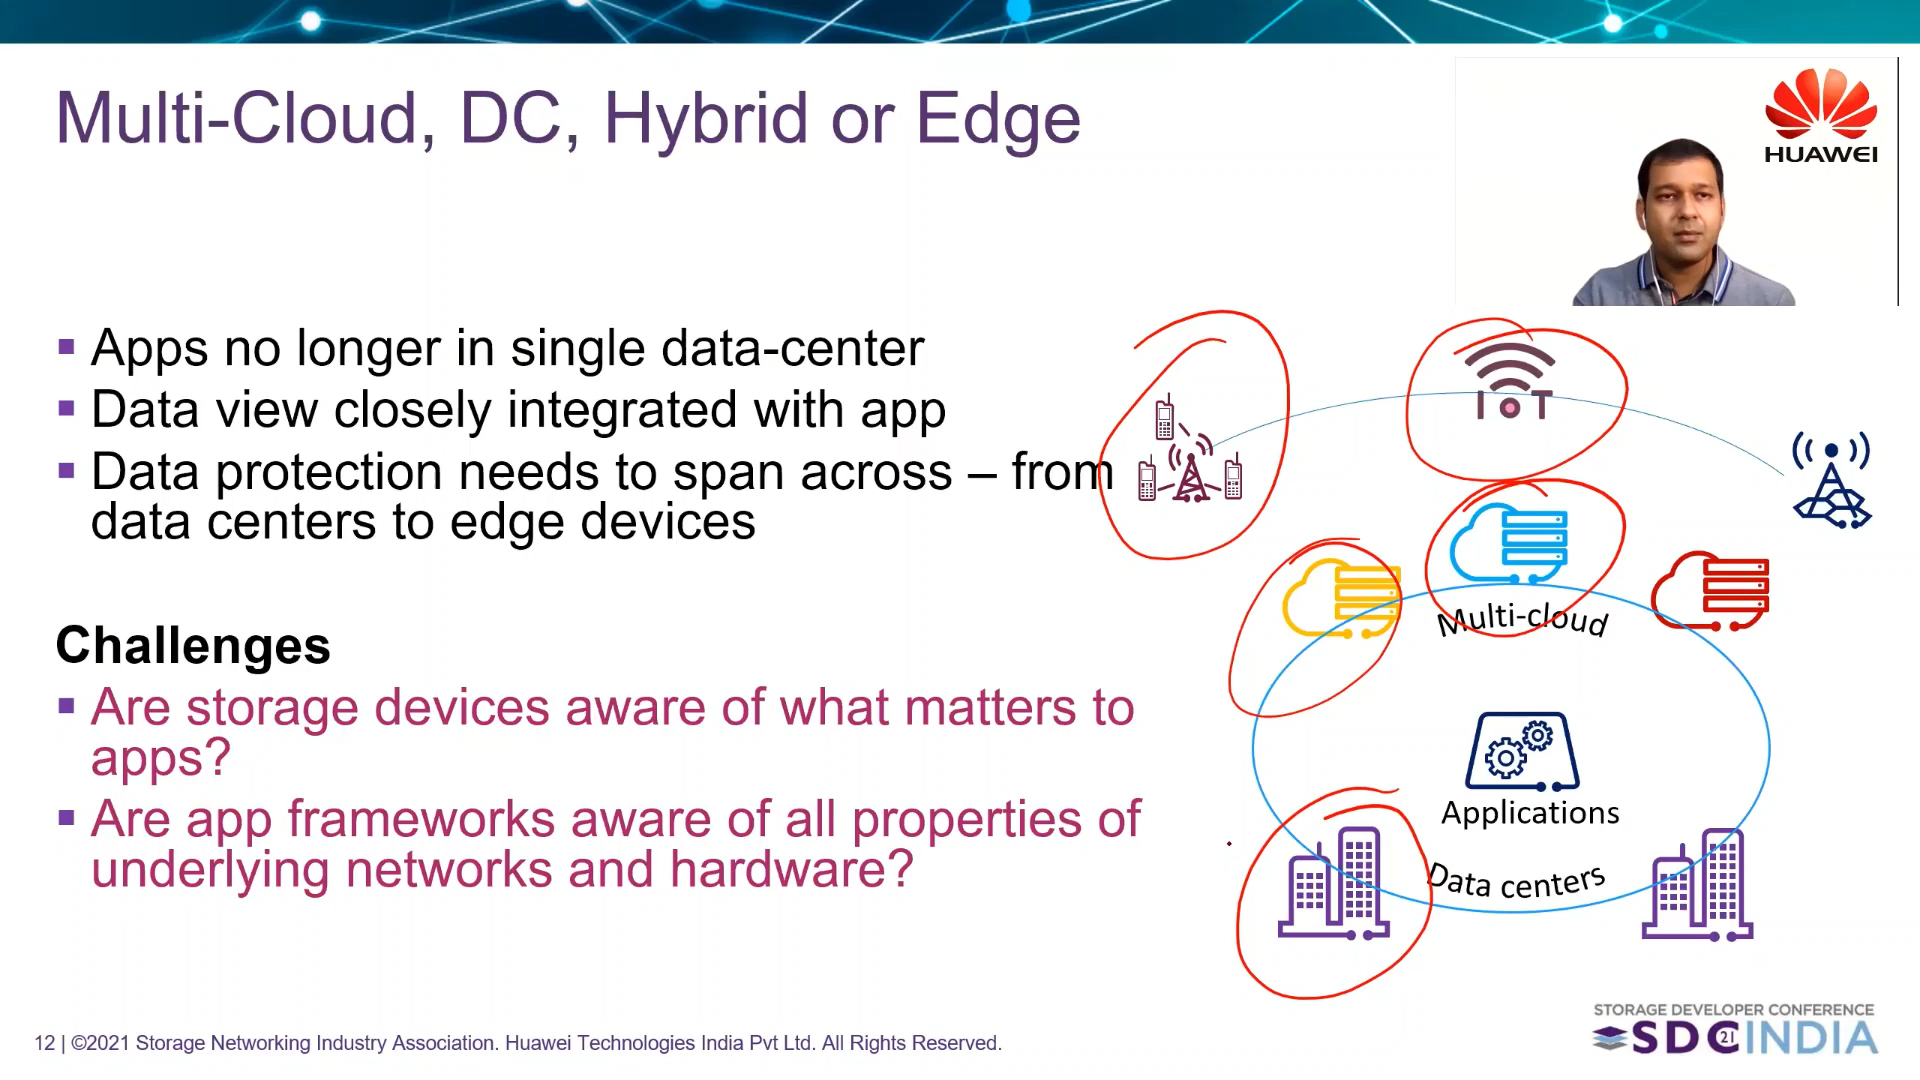 Multi-Cloud, DC, Hybrid or Edge
HUAWEI
▪ Apps no longer in single data-center
▪ Data view closely integrated with app
▪ Data protection needs to span across – from
data centers to edge devices
Challenges
▪ Are storage devices aware of what matters to
apps?
▪ Are app frameworks aware of all properties of
underlying networks and hardware?
IoT
Multi-cloud
Applications
Data centers
12 | ©2021 Storage Networking Industry Association. Huawei Technologies India Pvt Ltd. All Rights Reserved.
STORAGE DEVELOPER CONFERENCE
SDC21INDIA